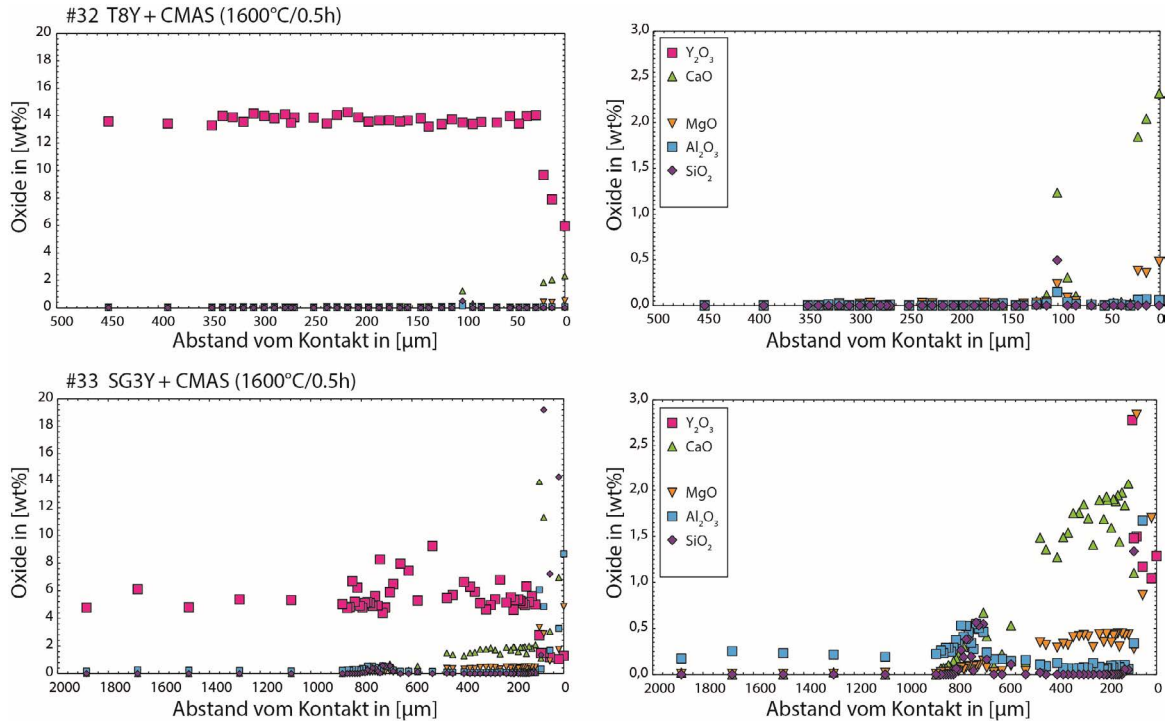 #32 T8Y + CMAS (1600°C/0.5h)
Oxide in [wt%]
20
18
16
14
12
10
8
6
4
2
0
500 450 400 350 300 250 200 150 100 50 0
Abstand vom Kontakt in [µm]
Oxide in [wt%]
3,0
2,5
2,0
1,5
1,0
0,5
0,0
Y₂O₃
CaO
MgO
Al₂O₃
SiO₂
500 450 400 350 300 250 200 150 100 50 0
Abstand vom Kontakt in [µm]
#33 SG3Y + CMAS (1600°C/0.5h)
Oxide in [wt%]
20
18
16
14
12
10
8
6
4
2
0
2000 1800 1600 1400 1200 1000 800 600 400 200 0
Abstand vom Kontakt in [µm]
Oxide in [wt%]
3,0
2,5
2,0
1,5
1,0
0,5
0,0
Y₂O₃
CaO
MgO
Al₂O₃
SiO₂
2000 1800 1600 1400 1200 1000 800 600 400 200 0
Abstand vom Kontakt in [µm]